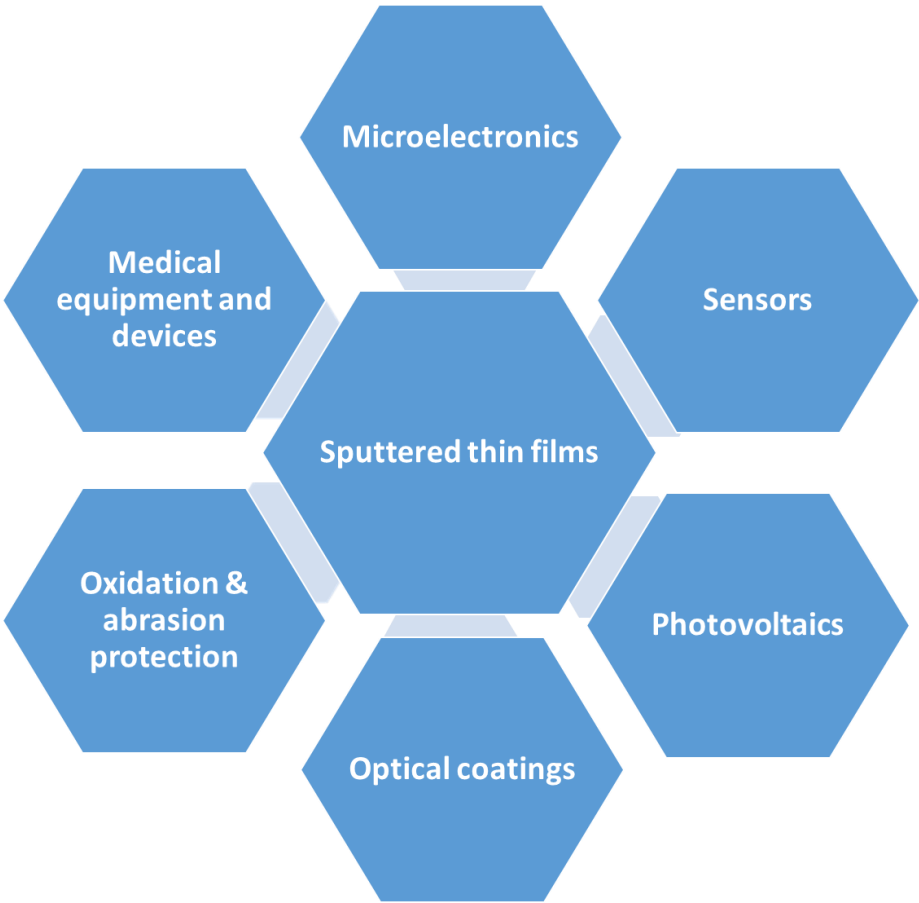 Microelectronics
Medical
equipment and
devices
Sensors
Sputtered thin films
Oxidation &
abrasion
protection
Photovoltaics
Optical coatings